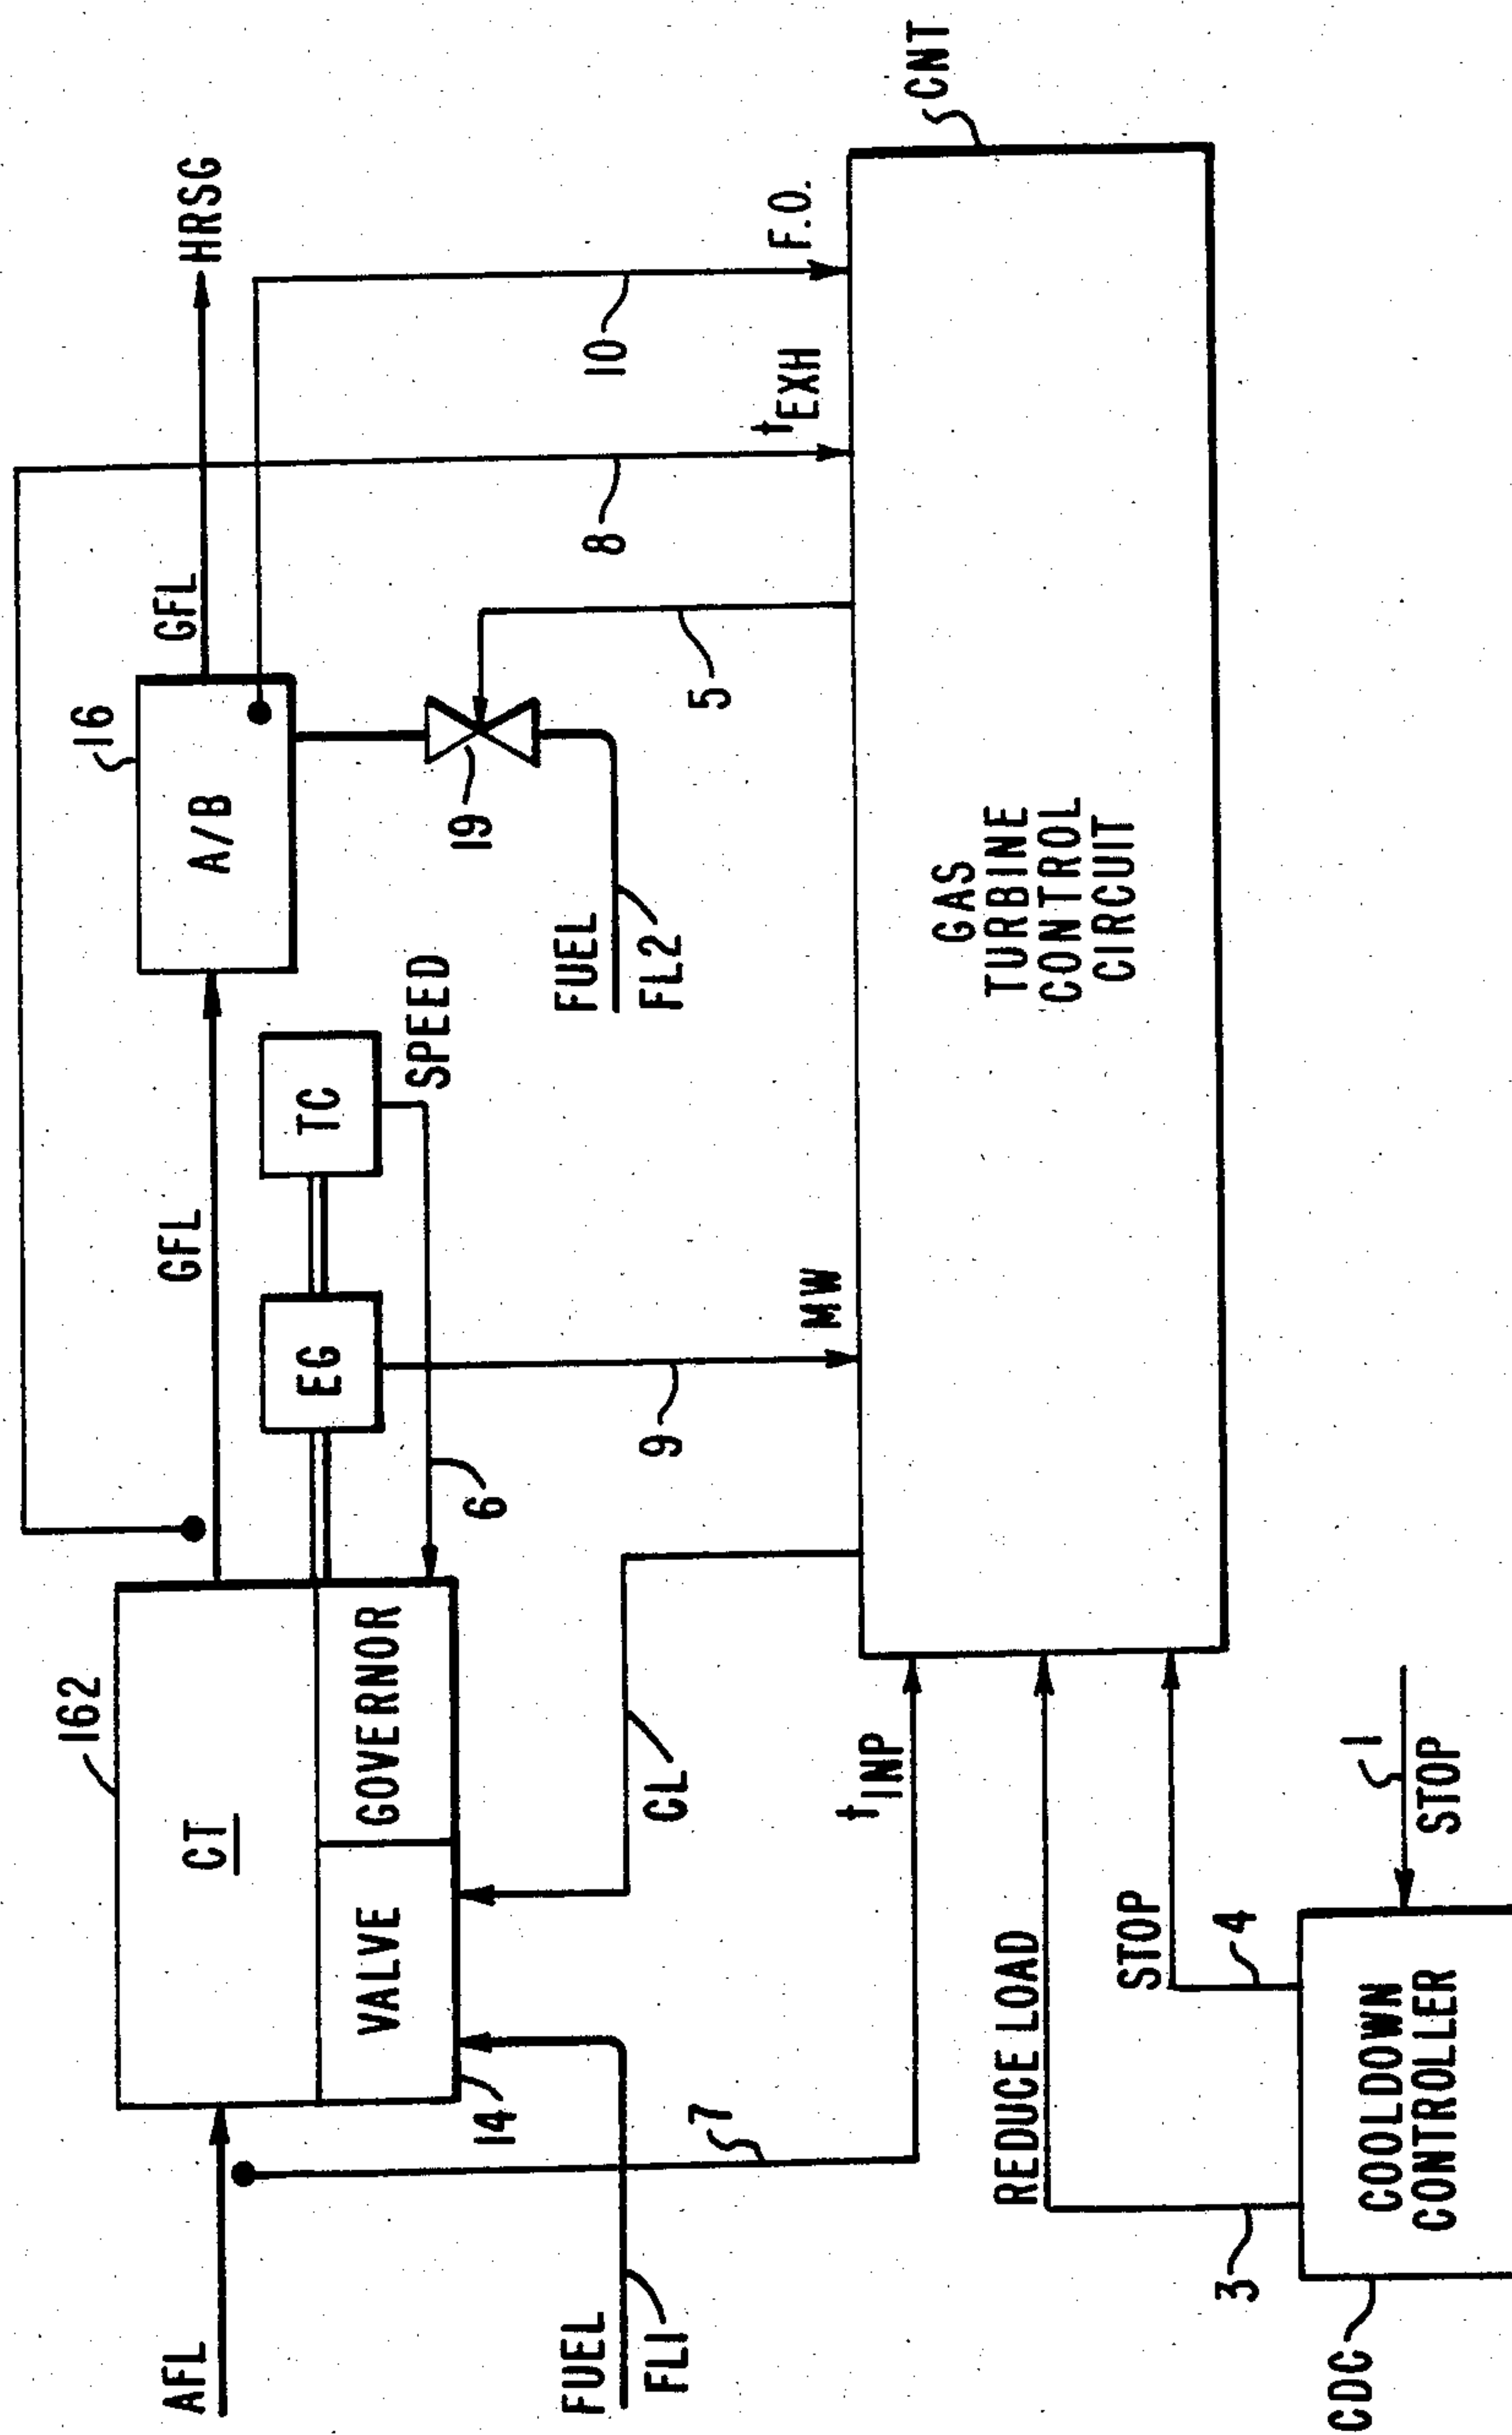 162
CT
VALVE
GOVERNOR
14
AFL
FUEL
FL1
7
GFL
EG
TC
SPEED
6
9
MW
CL
tINP
16
A/B
GFL
HRSG
19
FUEL
FL2
5
8
tEXH
10
F.O.
CNT
GAS
TURBINE
CONTROL
CIRCUIT
REDUCE LOAD
STOP
3
4
1
STOP
COOLDOWN
CONTROLLER
CDC